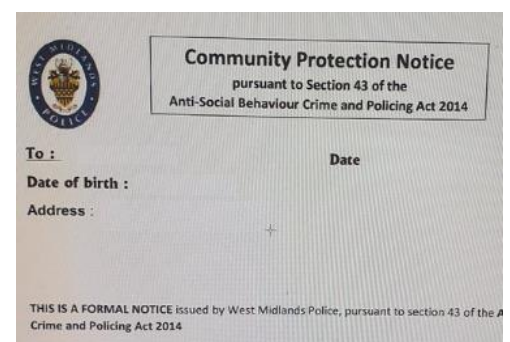 WEST MIDLANDS
POLICE
Community Protection Notice
pursuant to Section 43 of the
Anti-Social Behaviour Crime and Policing Act 2014
To :
Date
Date of birth :
Address :
THIS IS A FORMAL NOTICE issued by West Midlands Police, pursuant to section 43 of the A
Crime and Policing Act 2014